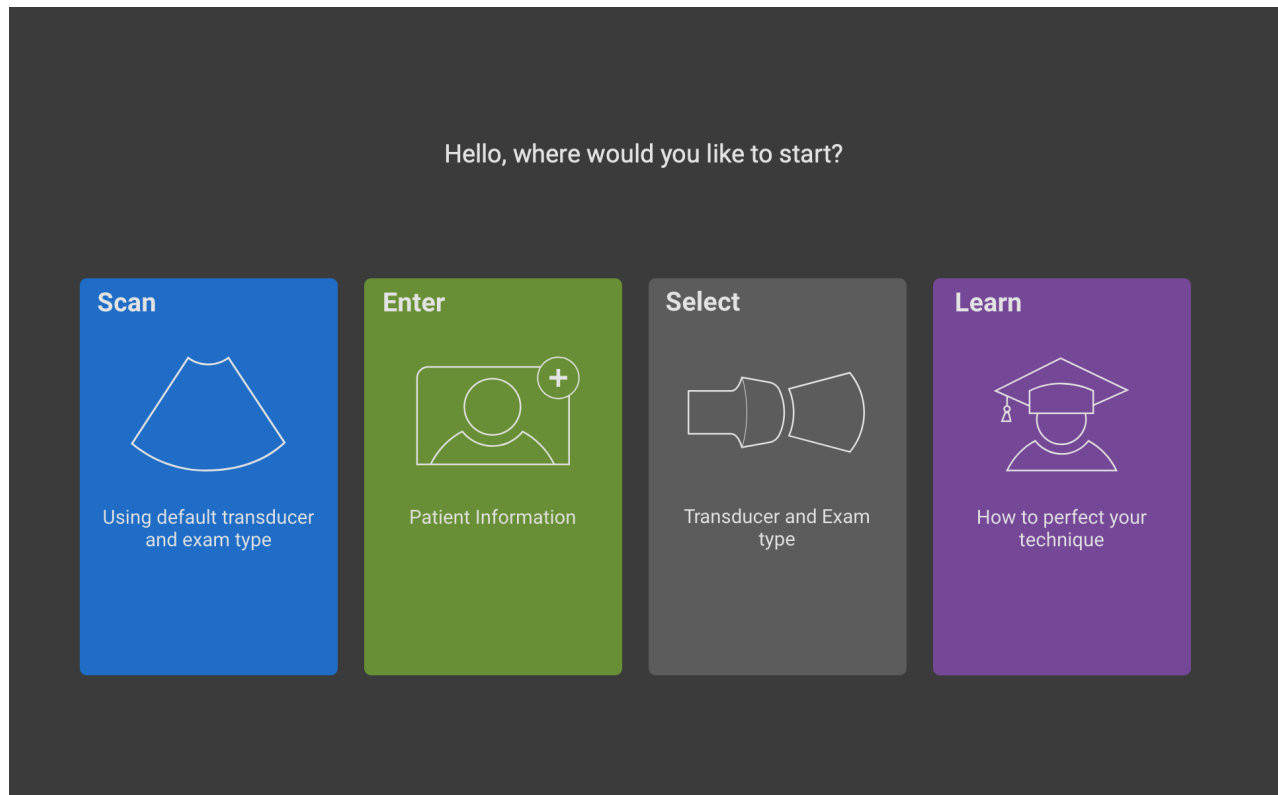 Hello, where would you like to start?
Scan
Using default transducer
and exam type
Enter
Patient Information
Select
Transducer and Exam
type
Learn
How to perfect your
technique